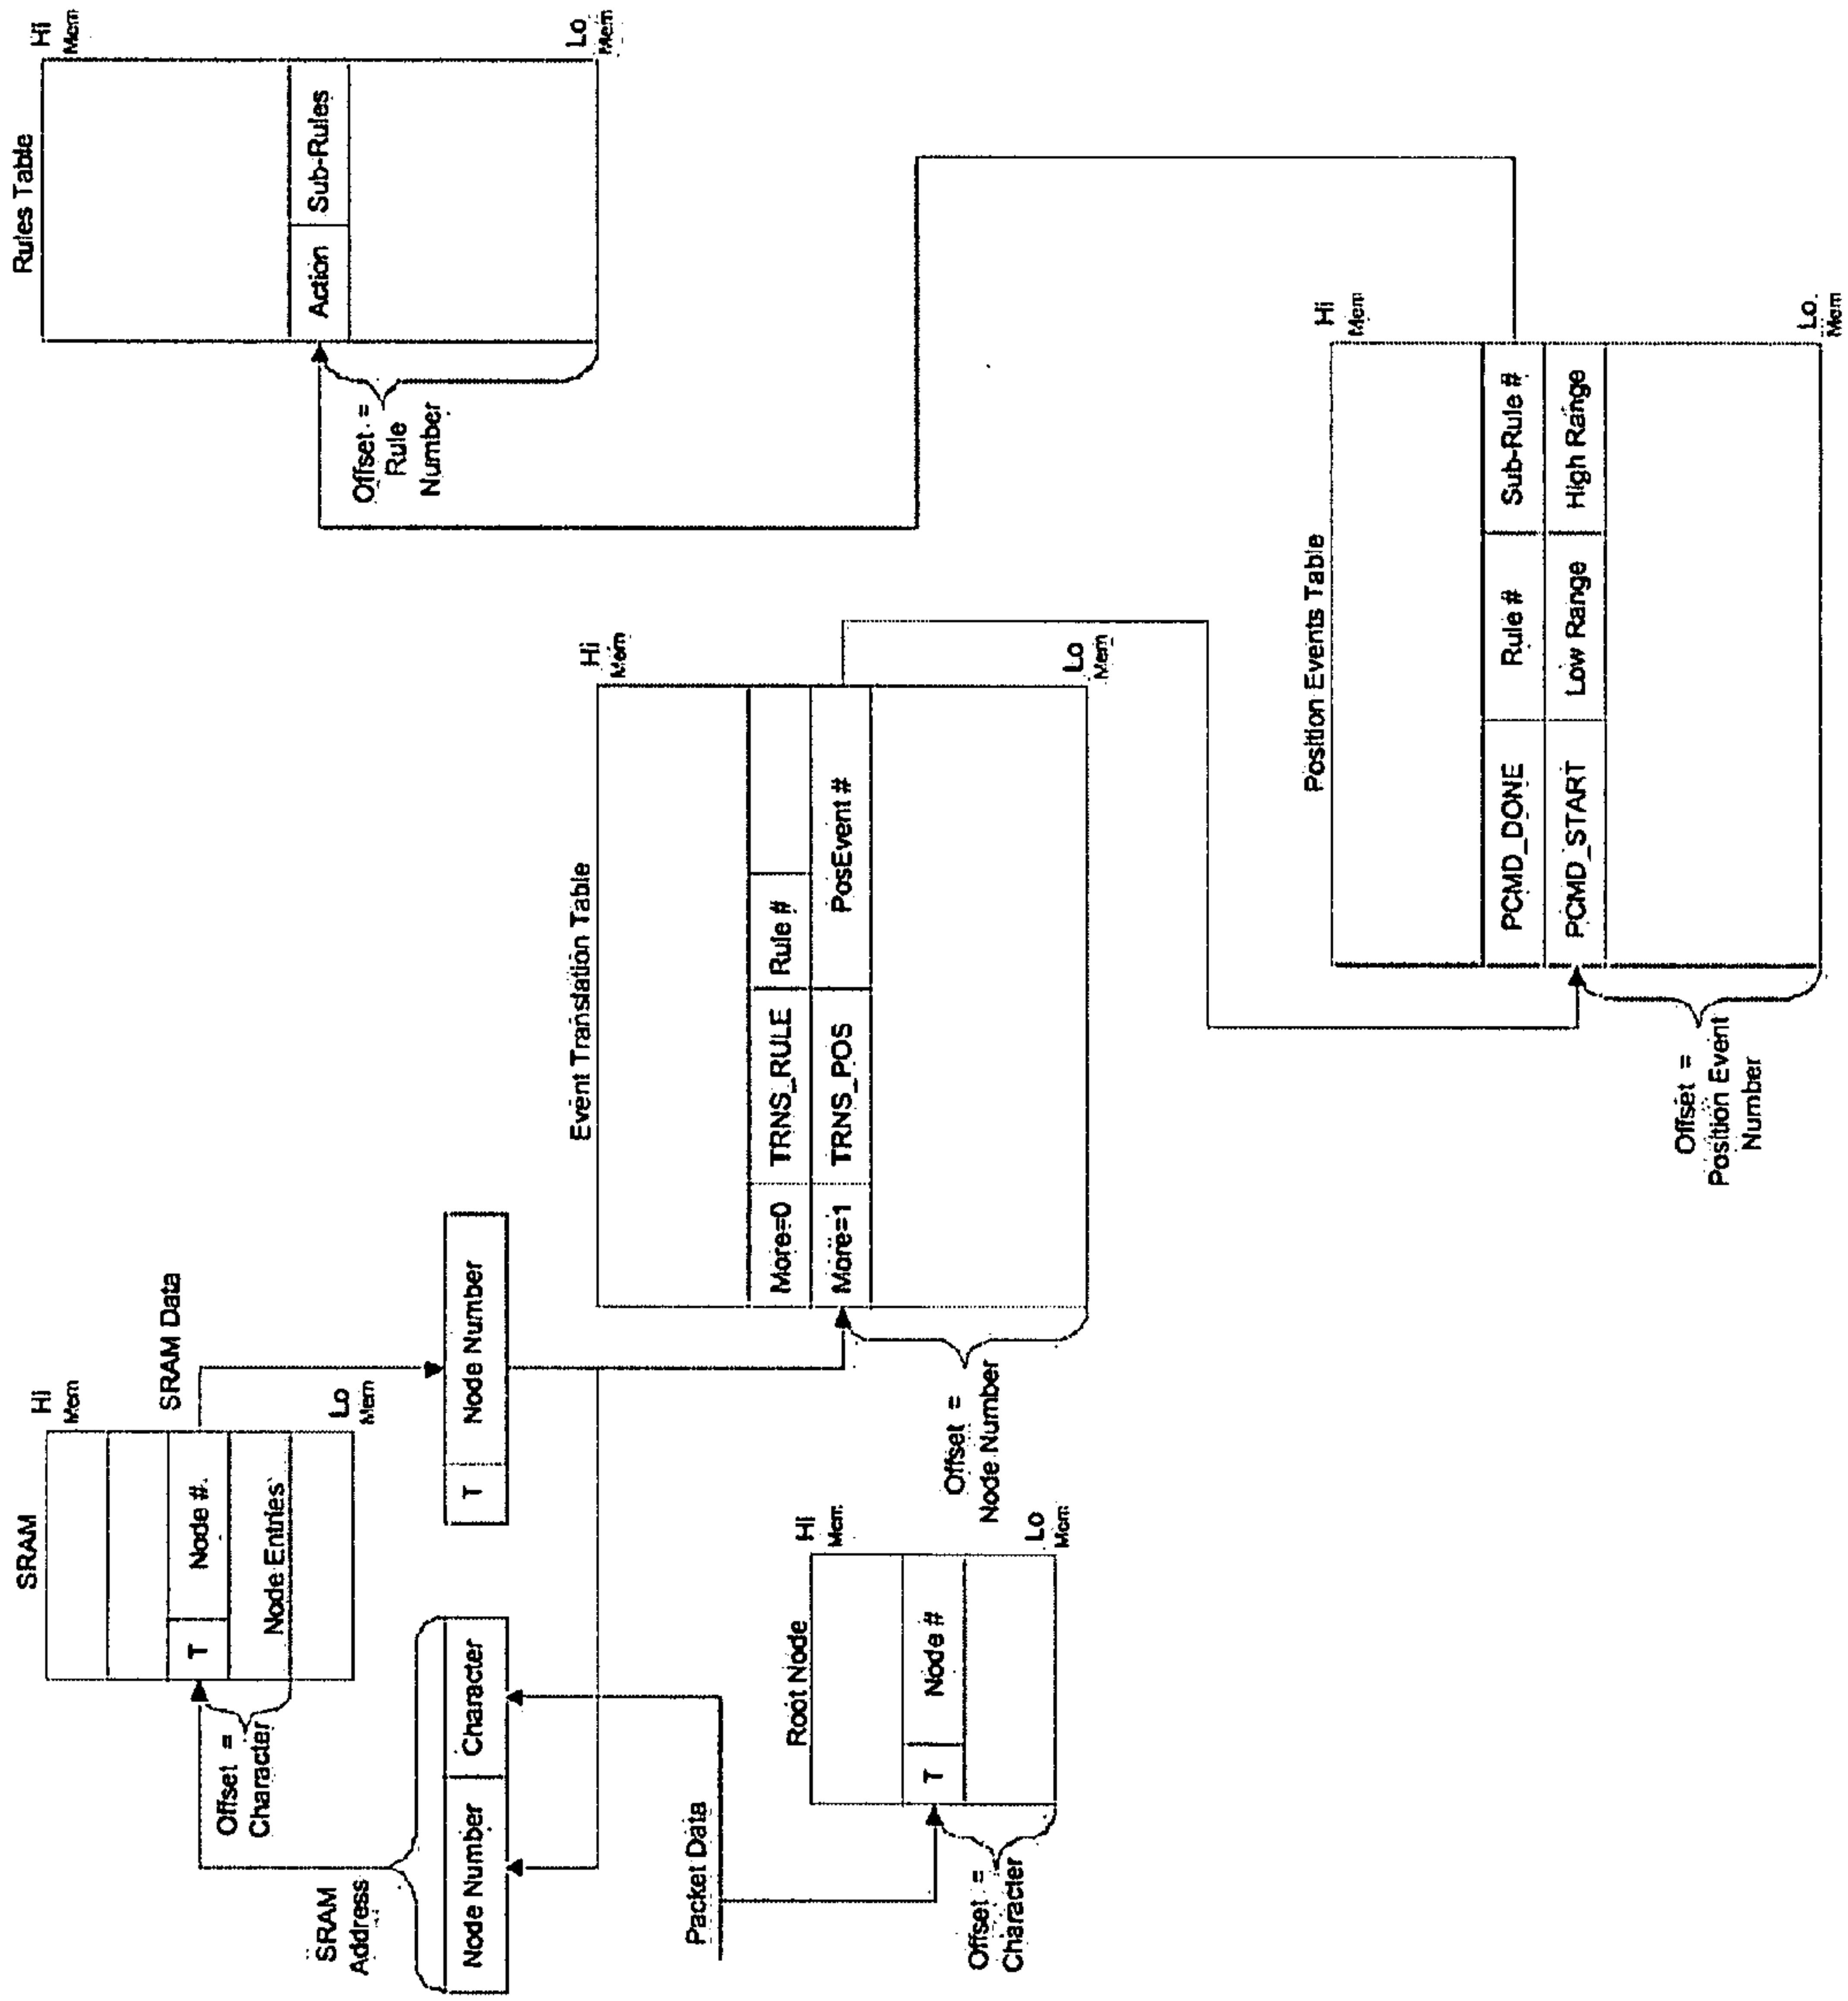 SRAM
Hi
Mem
T
Node #
Node Entries
Lo
Mem
Offset =
Character
SRAM
Address
SRAM Data
Node Number
Character
T
Node Number
Packet Data
Root Node
Hi
Mem
T
Node #
Lo
Mem
Offset =
Character
Event Translation Table
Hi
Mem
More=0
TRNS_RULE
Rule #
More=1
TRNS_POS
PosEvent #
Lo
Mem
Offset =
Node Number
Rules Table
Hi
Mem
Action
Sub-Rules
Lo
Mem
Offset =
Rule
Number
Position Events Table
Hi
Mem
PCMD_DONE
Rule #
Sub-Rule #
PCMD_START
Low Range
High Range
Lo
Mem
Offset =
Position Event
Number